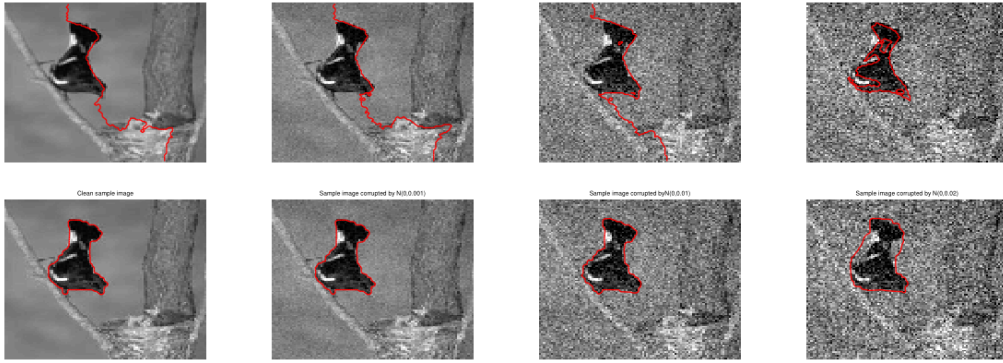 Clean sample image
Sample image corrupted by N(0,0.001)
Sample image corrupted byN(0,0.01)
Sample image corrupted by N(0,0.02)